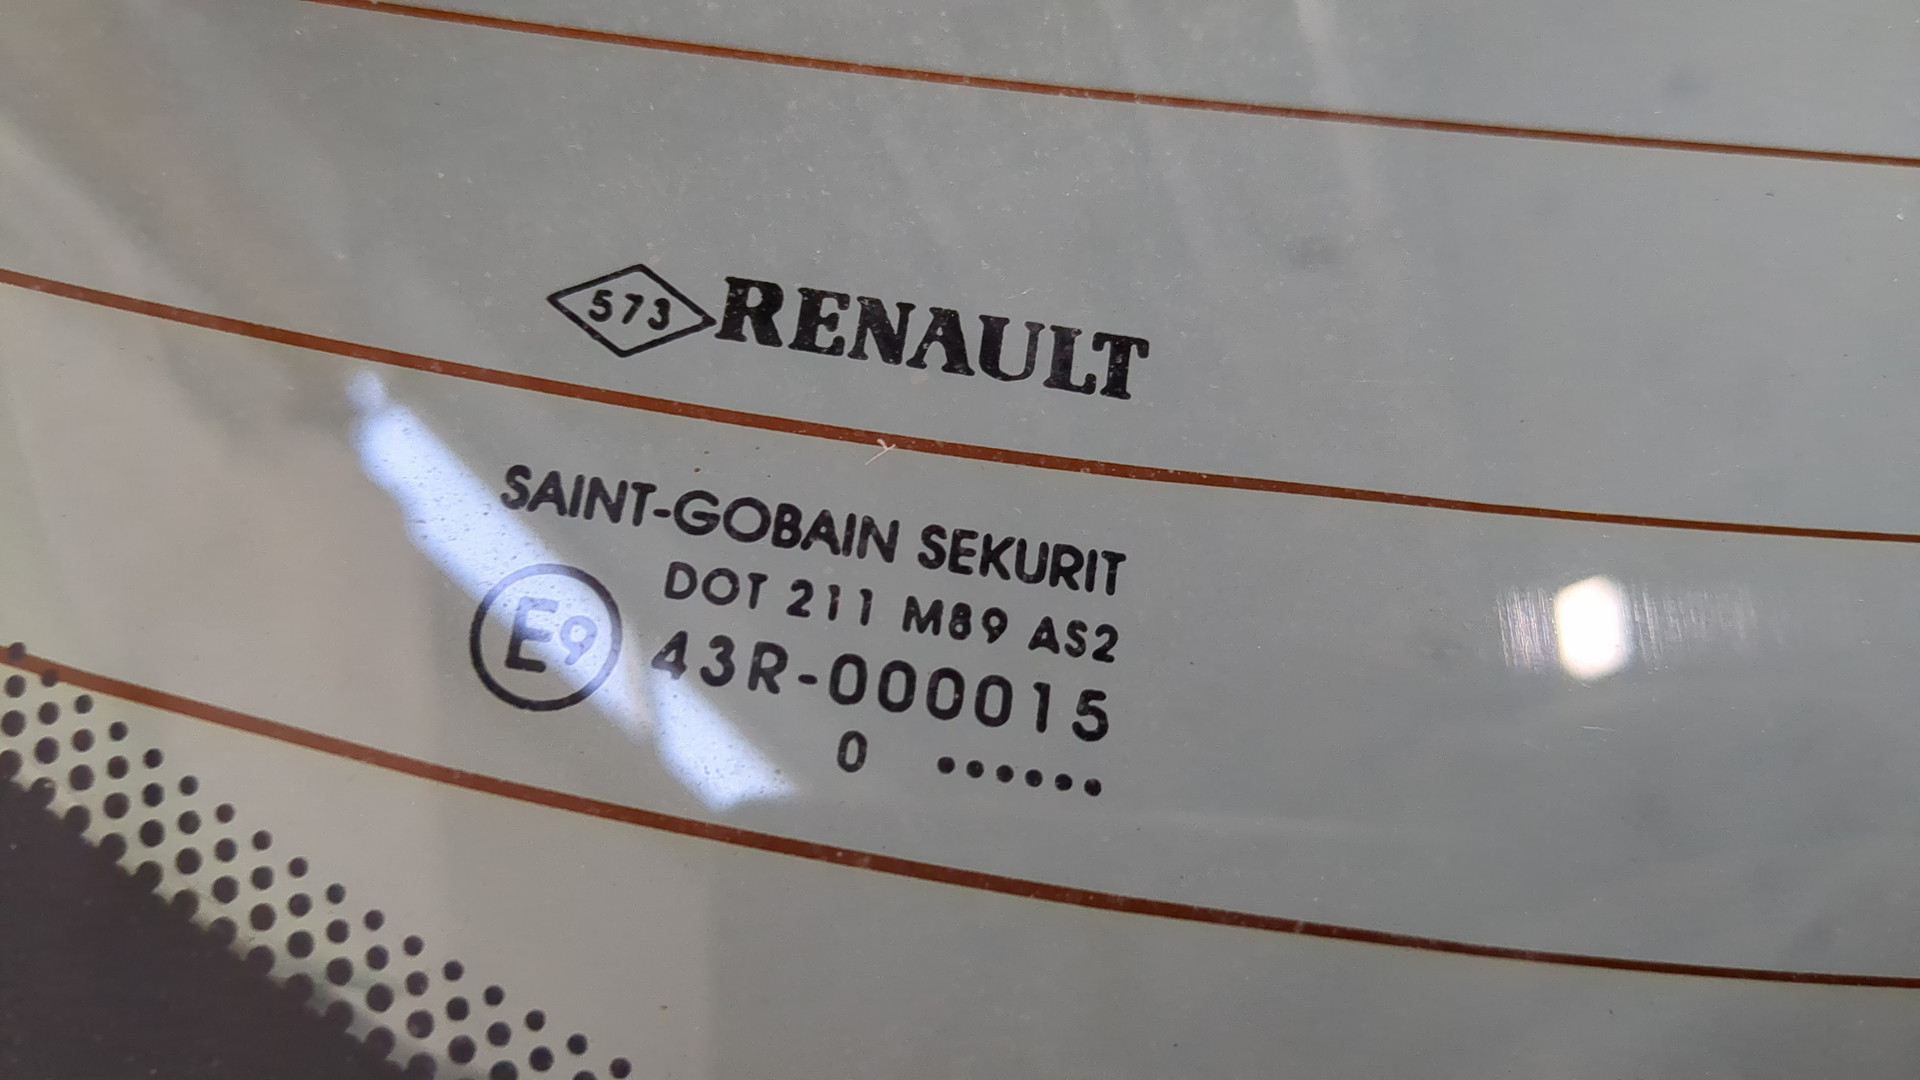 573 RENAULT
SAINT-GOBAIN SEKURIT
DOT 211 M89 AS2
E9 43R-000015
0 ......